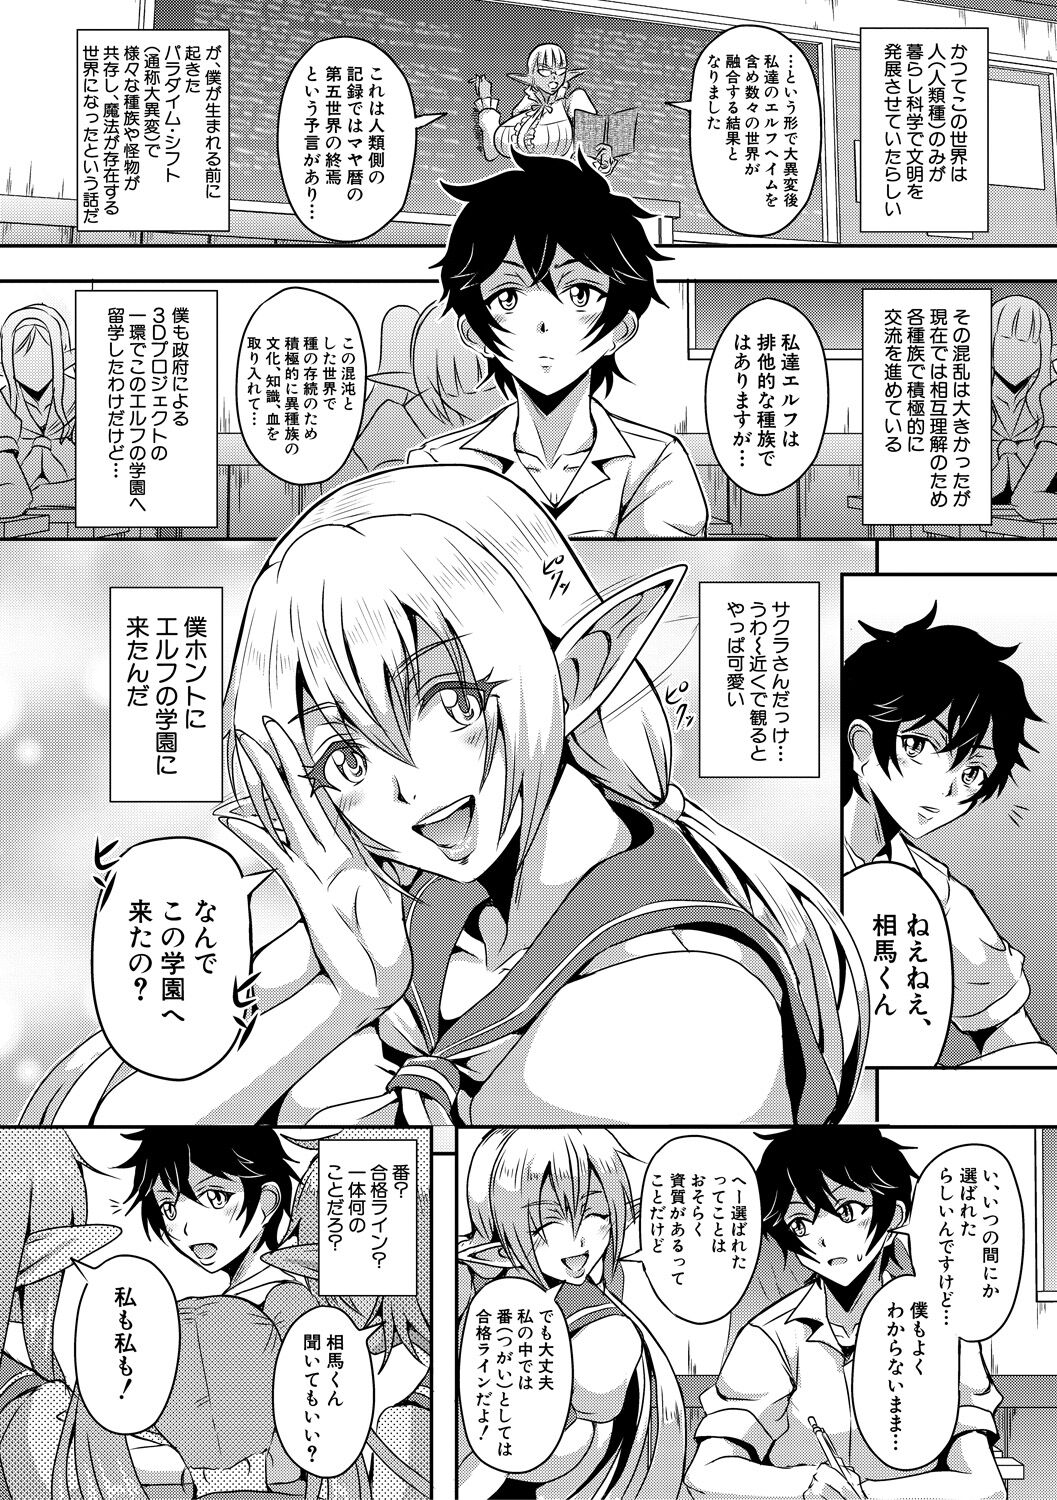 かつてこの世界は
人(人類種)のみが
暮らし科学で文明を
発展させていたらしい
…という形で大異変後
私達のエルフヘイムを
含め数々の世界が
融合する結果と
なりました
これは人類側の
記録ではマヤ暦の
第五世界の終焉
という予言があり…
が、僕が生まれる前に
起きた
パラダイム・シフト
(通称大異変)で
様々な種族や怪物が
共存し、魔法が存在する
世界になったという話だ
その混乱は大きかったが
現在では相互理解のため
各種族で積極的に
交流を進めている
私達エルフは
排他的な種族で
はありますが…
この混沌と
した世界で
種の存続のため
積極的に異種族の
文化、知識、血を
取り入れて…
僕も政府による
3Dプロジェクトの
一環でこのエルフの学園へ
留学したわけだけど…
ねえねえ、
相馬くん
サクラさんだっけ…
うわ～近くで観ると
やっぱ可愛い
ピクン
ピクッ
僕ホントに
エルフの学園に
来たんだ
なんで
この学園へ
来たの？
ピコ
ピコ
い、いつの間にか
選ばれた
らしいんですけど…
僕もよく
わからないまま…
へー選ばれた
ってことは
おそらく
資質があるって
ことだけど
でも大丈夫
私の中では
番(つがい)としては
合格ラインだよ！
番？
合格ライン？
一体何の
ことだろ？
相馬くん
聞いてもいい？
私も私も！